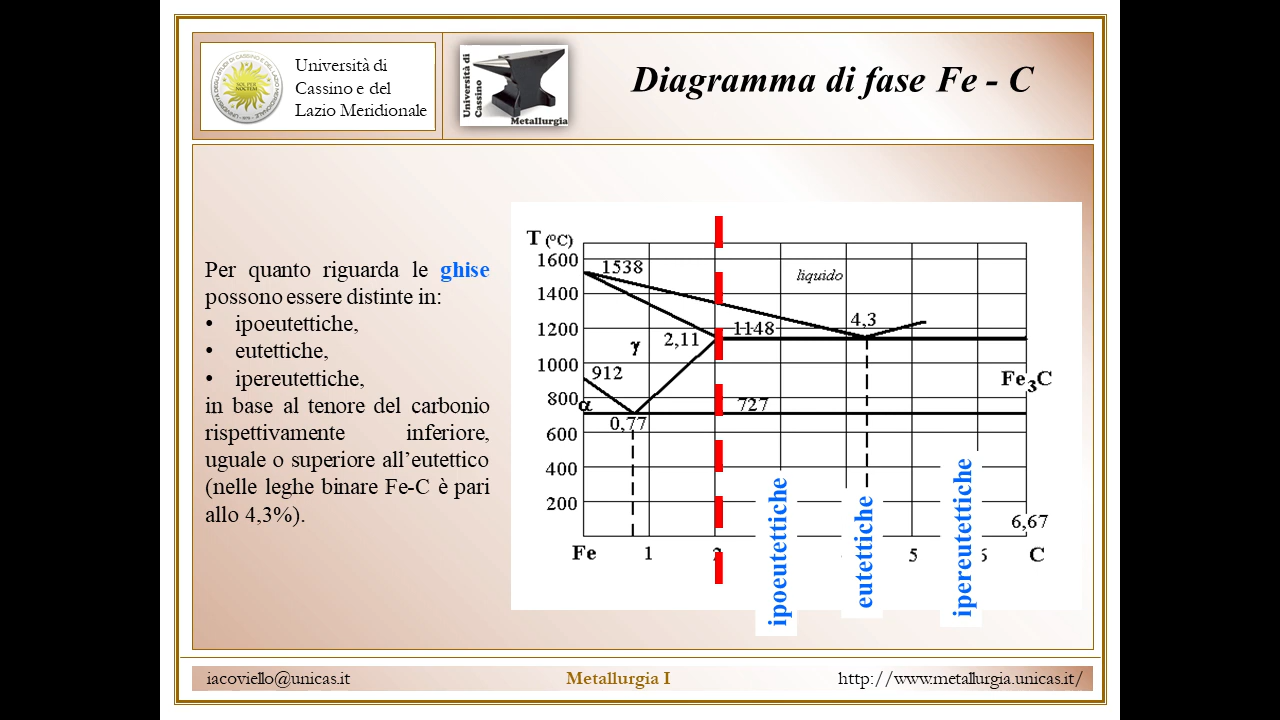 Università di
Cassino e del
Lazio Meridionale
Università di
Cassino
Metallurgia
Diagramma di fase Fe - C
Per quanto riguarda le ghise
possono essere distinte in:
• ipoeutettiche,
• eutettiche,
• ipereutettiche,
in base al tenore del carbonio
rispettivamente inferiore,
uguale o superiore all’eutettico
(nelle leghe binare Fe-C è pari
allo 4,3%).
T (°C)
1600
1538
liquido
1400
1200
1148
4,3
γ
2,11
1000
912
Fe3C
800
α
727
0,77
600
400
200
6,67
Fe
1
2
5
6
C
ipoeutettiche
eutettiche
ipereutettiche
iacoviello@unicas.it
Metallurgia I
http://www.metallurgia.unicas.it/